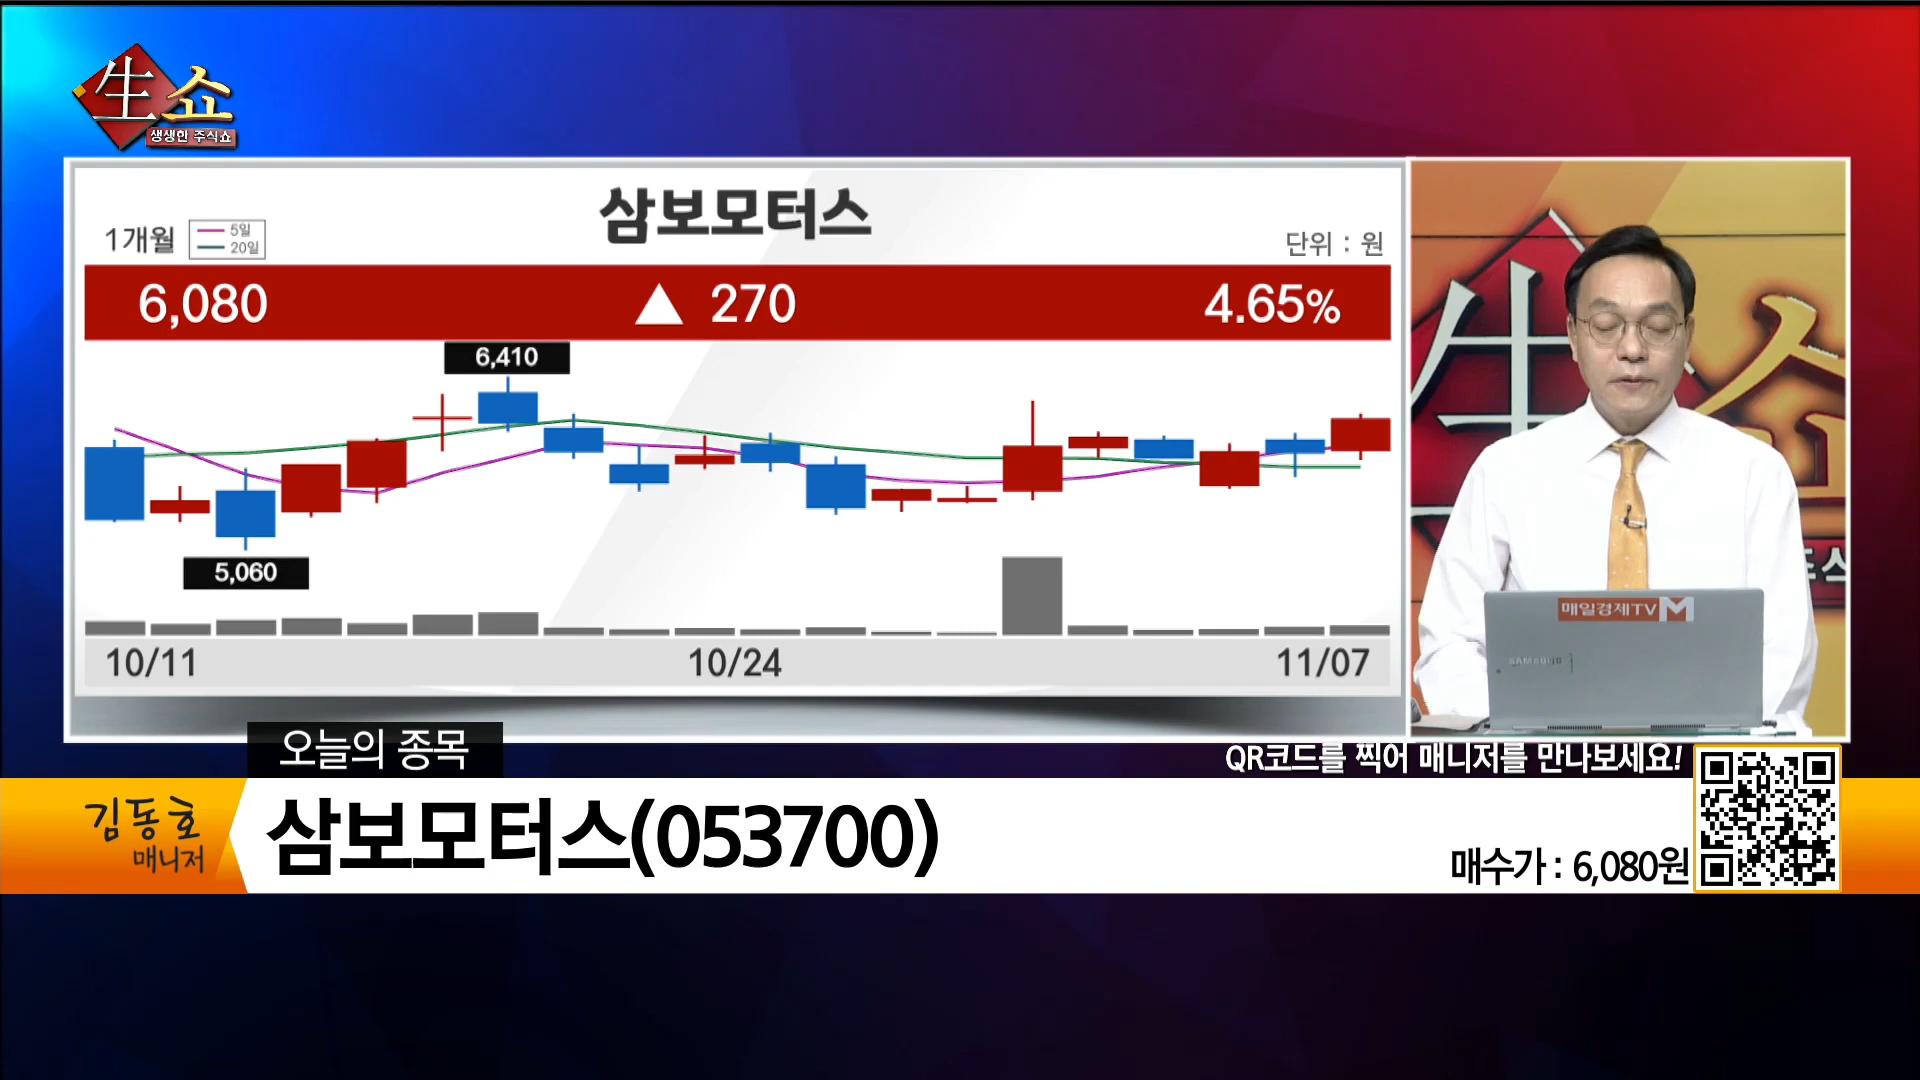 生쇼
생생한 주식쇼
삼보모터스
1개월
5일
20일
단위 : 원
6,080 ▲ 270 4.65%
6,410
5,060
10/11 10/24 11/07
生쇼
매일경제TV M
SAMSUNG
오늘의 종목
QR코드를 찍어 매니저를 만나보세요!
김동호
매니저
삼보모터스(053700)
매수가 : 6,080원